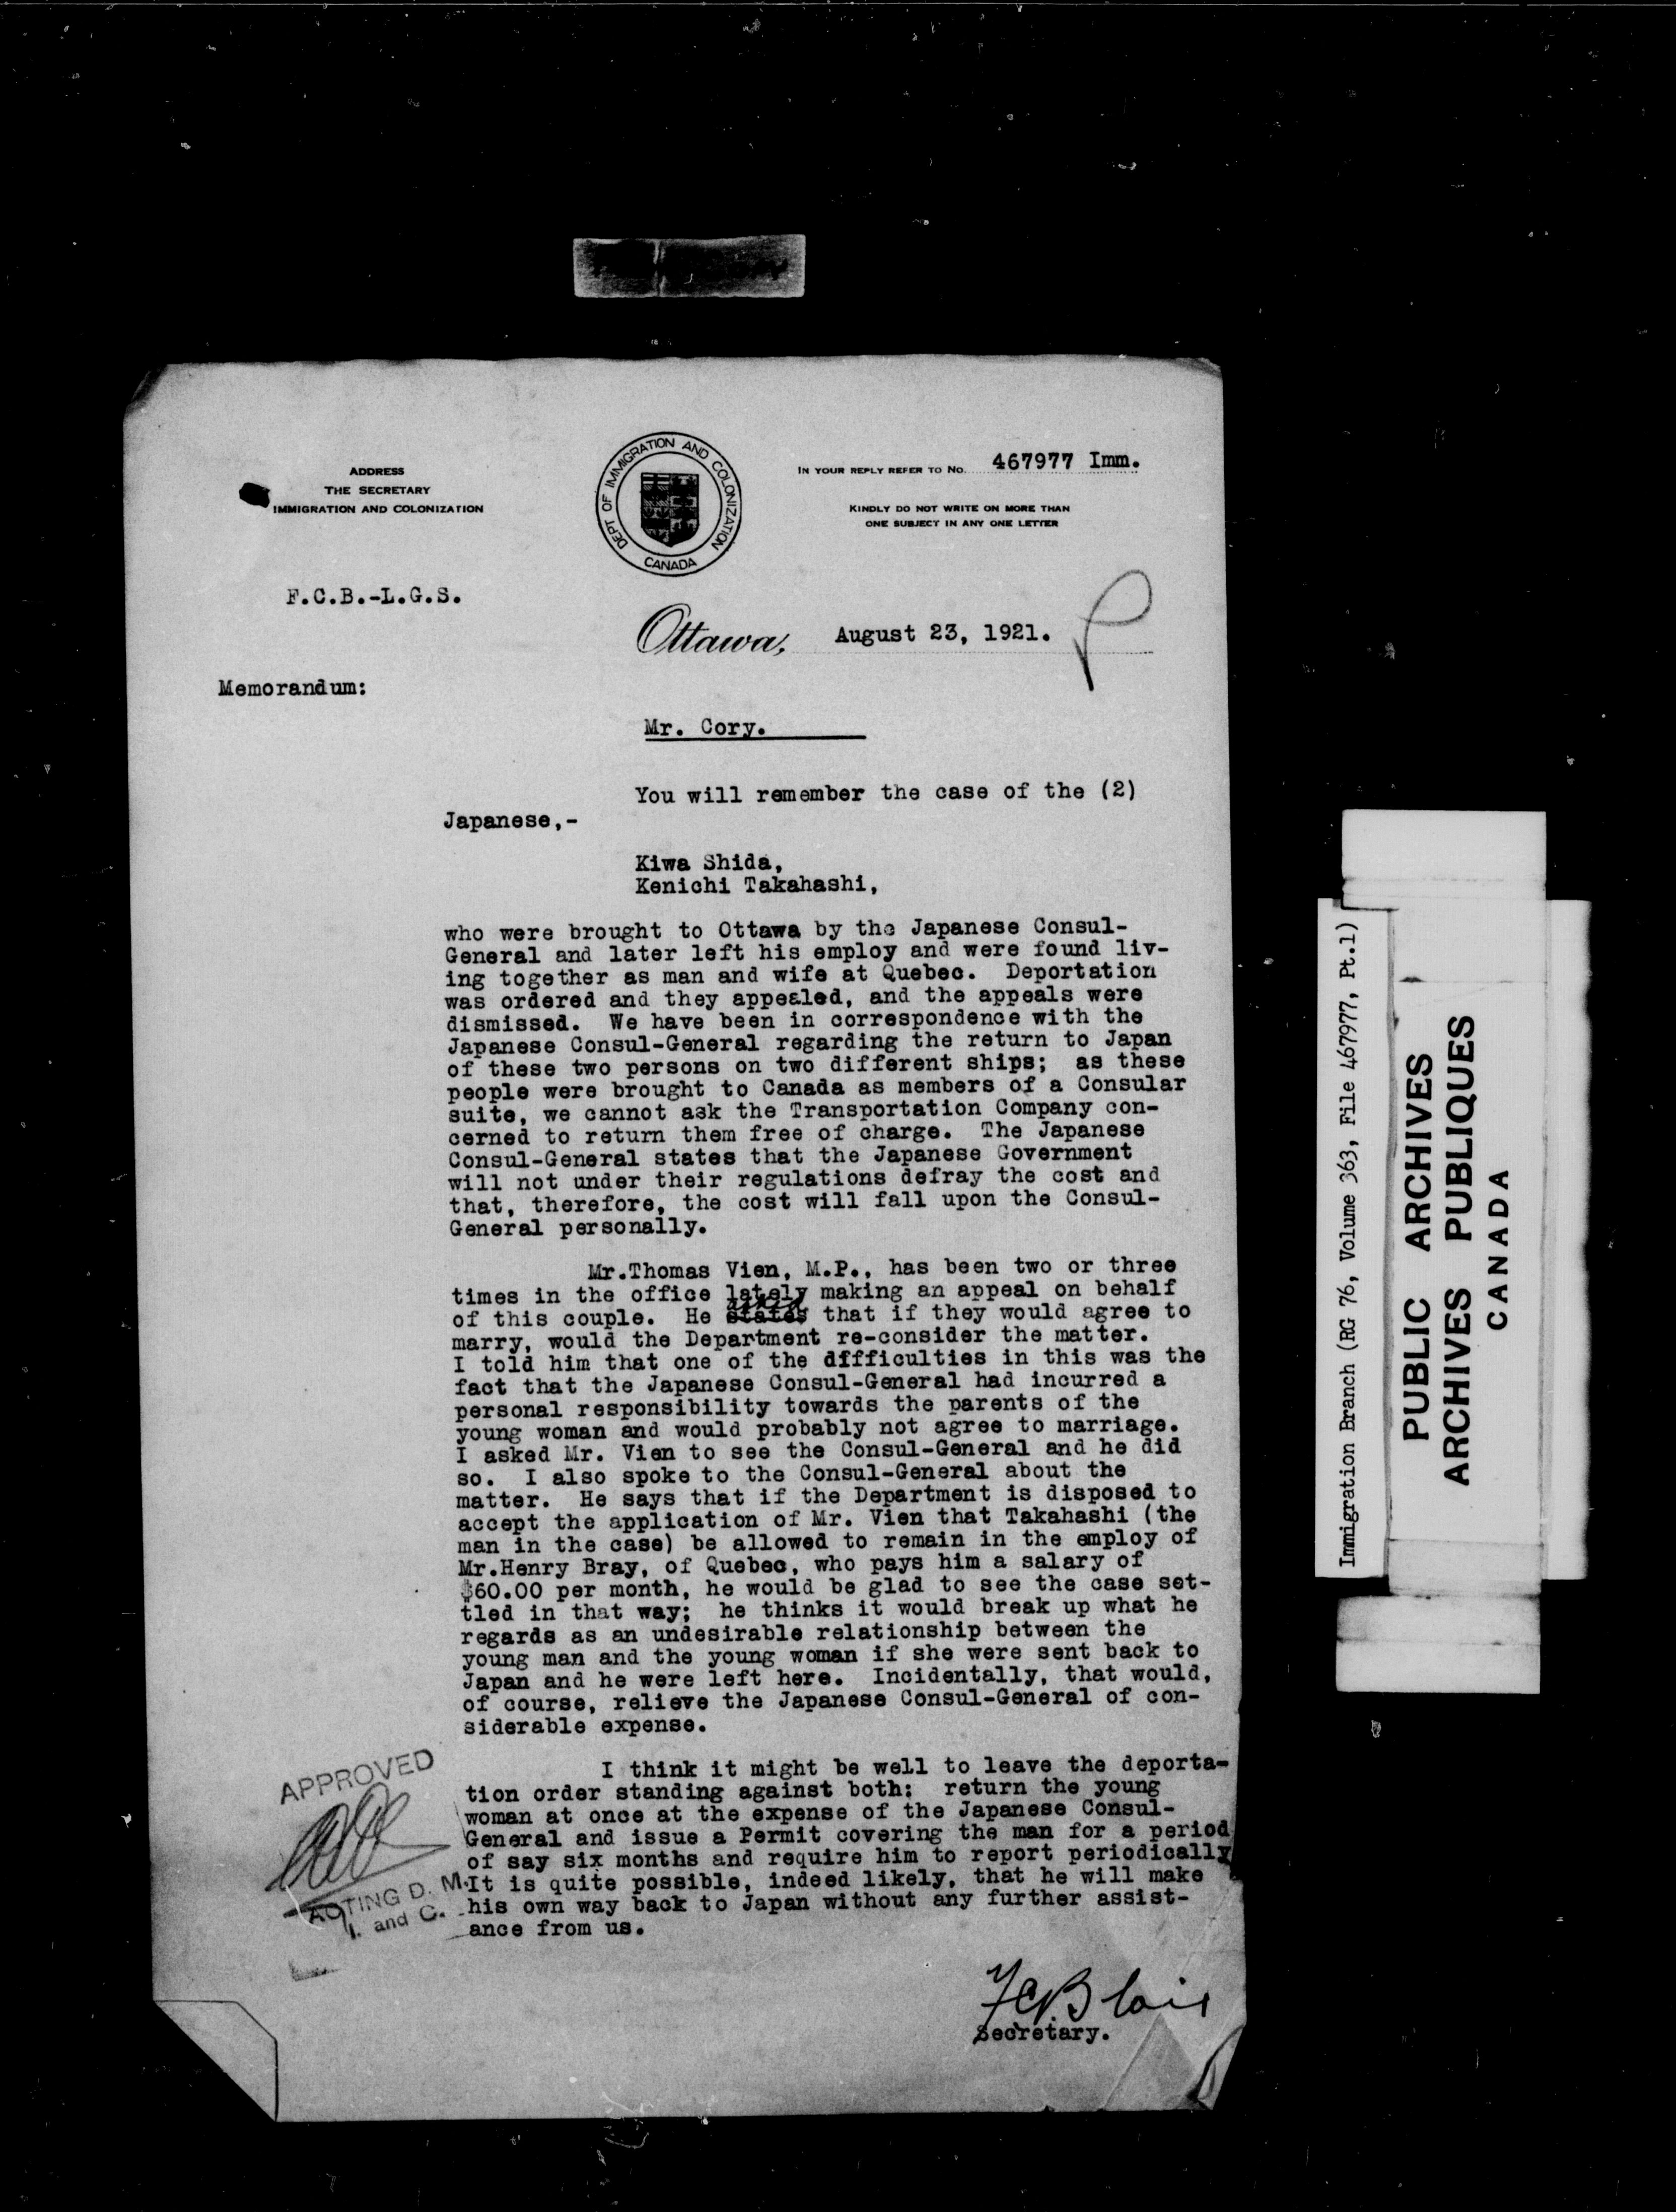 ADDRESS
THE SECRETARY
IMMIGRATION AND COLONIZATION
DEPT OF IMMIGRATION AND COLONIZATION
CANADA
IN YOUR REPLY REFER TO No. 467977 Imm.
KINDLY DO NOT WRITE ON MORE THAN
ONE SUBJECT IN ANY ONE LETTER
F.C.B.-L.G.S.
Ottawa, August 23, 1921.
Memorandum:
Mr. Cory.
You will remember the case of the (2)
Japanese,-
Kiwa Shida,
Kenichi Takahashi,
who were brought to Ottawa by the Japanese Consul-
General and later left his employ and were found liv-
ing together as man and wife at Quebec. Deportation
was ordered and they appealed, and the appeals were
dismissed. We have been in correspondence with the
Japanese Consul-General regarding the return to Japan
of these two persons on two different ships; as these
people were brought to Canada as members of a Consular
suite, we cannot ask the Transportation Company con-
cerned to return them free of charge. The Japanese
Consul-General states that the Japanese Government
will not under their regulations defray the cost and
that, therefore, the cost will fall upon the Consul-
General personally.
Mr.Thomas Vien, M.P., has been two or three
times in the office lately making an appeal on behalf
asked
of this couple. He states that if they would agree to
marry, would the Department re-consider the matter.
I told him that one of the difficulties in this was the
fact that the Japanese Consul-General had incurred a
personal responsibility towards the parents of the
young woman and would probably not agree to marriage.
I asked Mr. Vien to see the Consul-General and he did
so. I also spoke to the Consul-General about the
matter. He says that if the Department is disposed to
accept the application of Mr. Vien that Takahashi (the
man in the case) be allowed to remain in the employ of
Mr.Henry Bray, of Quebec, who pays him a salary of
$60.00 per month, he would be glad to see the case set-
tled in that way; he thinks it would break up what he
regards as an undesirable relationship between the
young man and the young woman if she were sent back to
Japan and he were left here. Incidentally, that would,
of course, relieve the Japanese Consul-General of con-
siderable expense.
I think it might be well to leave the deporta-
tion order standing against both; return the young
woman at once at the expense of the Japanese Consul-
General and issue a Permit covering the man for a period
of say six months and require him to report periodically
It is quite possible, indeed likely, that he will make
his own way back to Japan without any further assist-
ance from us.
APPROVED
ACTING D. M.
I. and C.
FCBlair
Secretary.
Immigration Branch (RG 76, Volume 363, File 467977, Pt.1)
PUBLIC ARCHIVES
ARCHIVES PUBLIQUES
CANADA